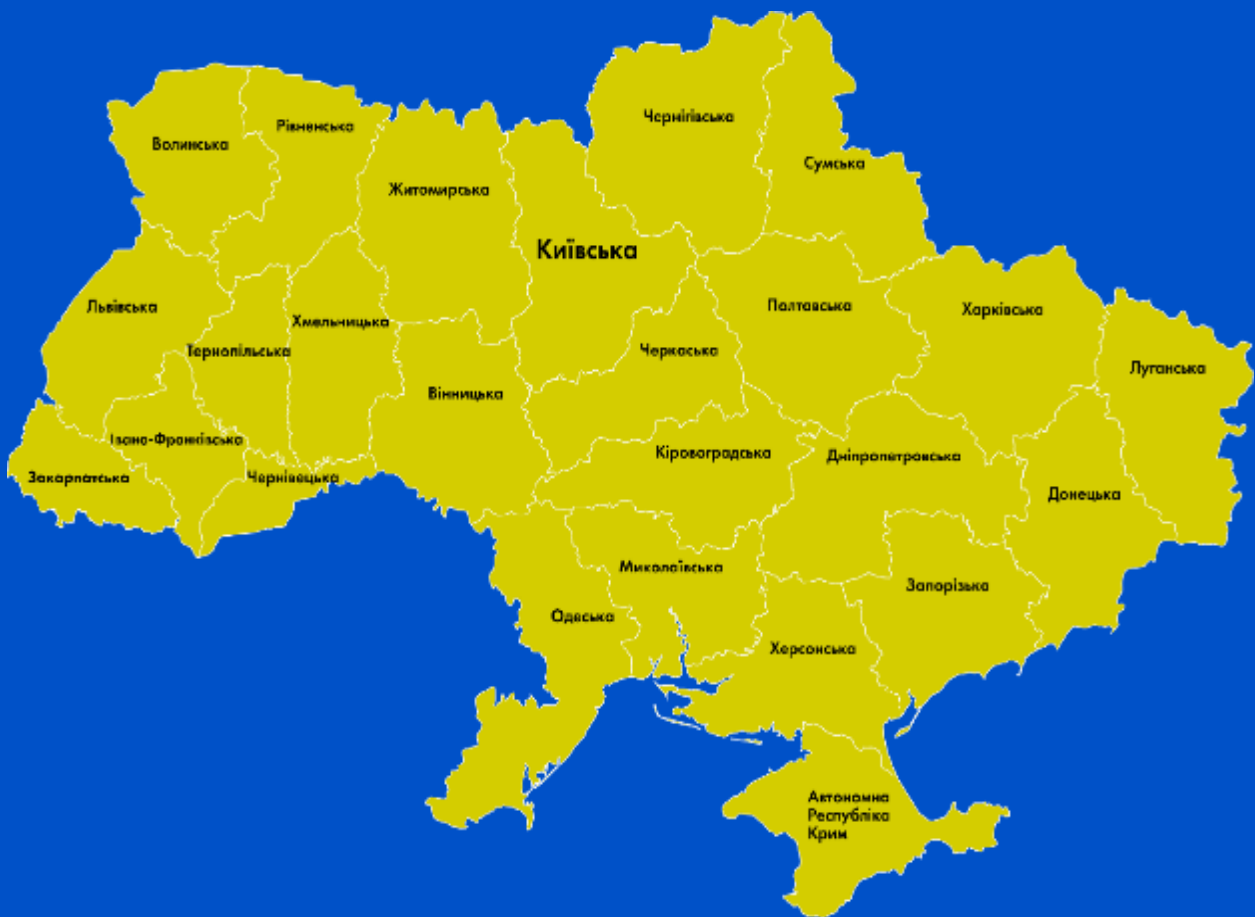 Чернігівська
Рівненська
Волинська
Сумська
Житомирська
Київська
Львівська
Полтавська
Харківська
Хмельницька
Тернопільська
Черкаська
Луганська
Вінницька
Івано-Франківська
Кіровоградська
Дніпропетровська
Закарпатська
Чернівецька
Донецька
Миколаївська
Запорізька
Одеська
Херсонська
Автономна
Республіка
Крим